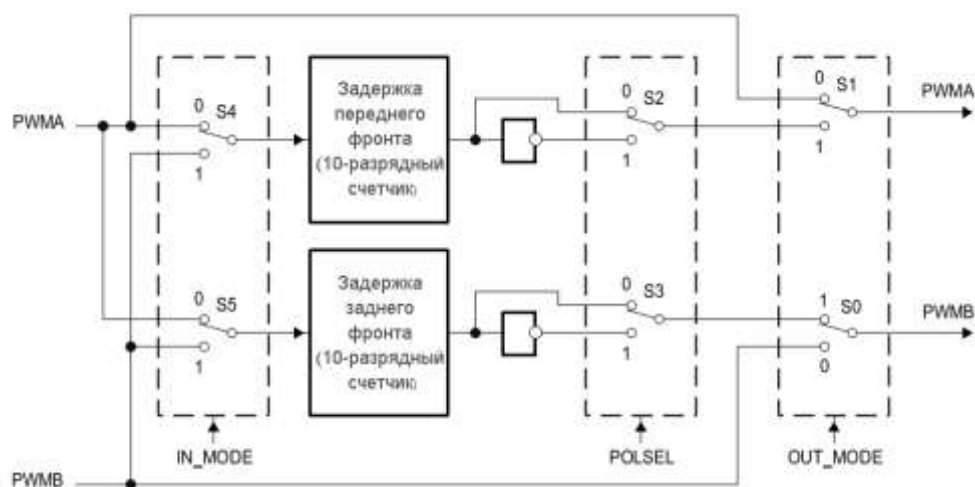 0
S1
PWMA
1
PWMA
0
S4
1
Задержка
переднего
фронта
(10-разрядный
счетчик)
0
S2
1
0
S5
1
Задержка
заднего
фронта
(10-разрядный
счетчик)
0
S3
1
1
S0
PWMB
0
IN_MODE
POLSEL
OUT_MODE
PWMB